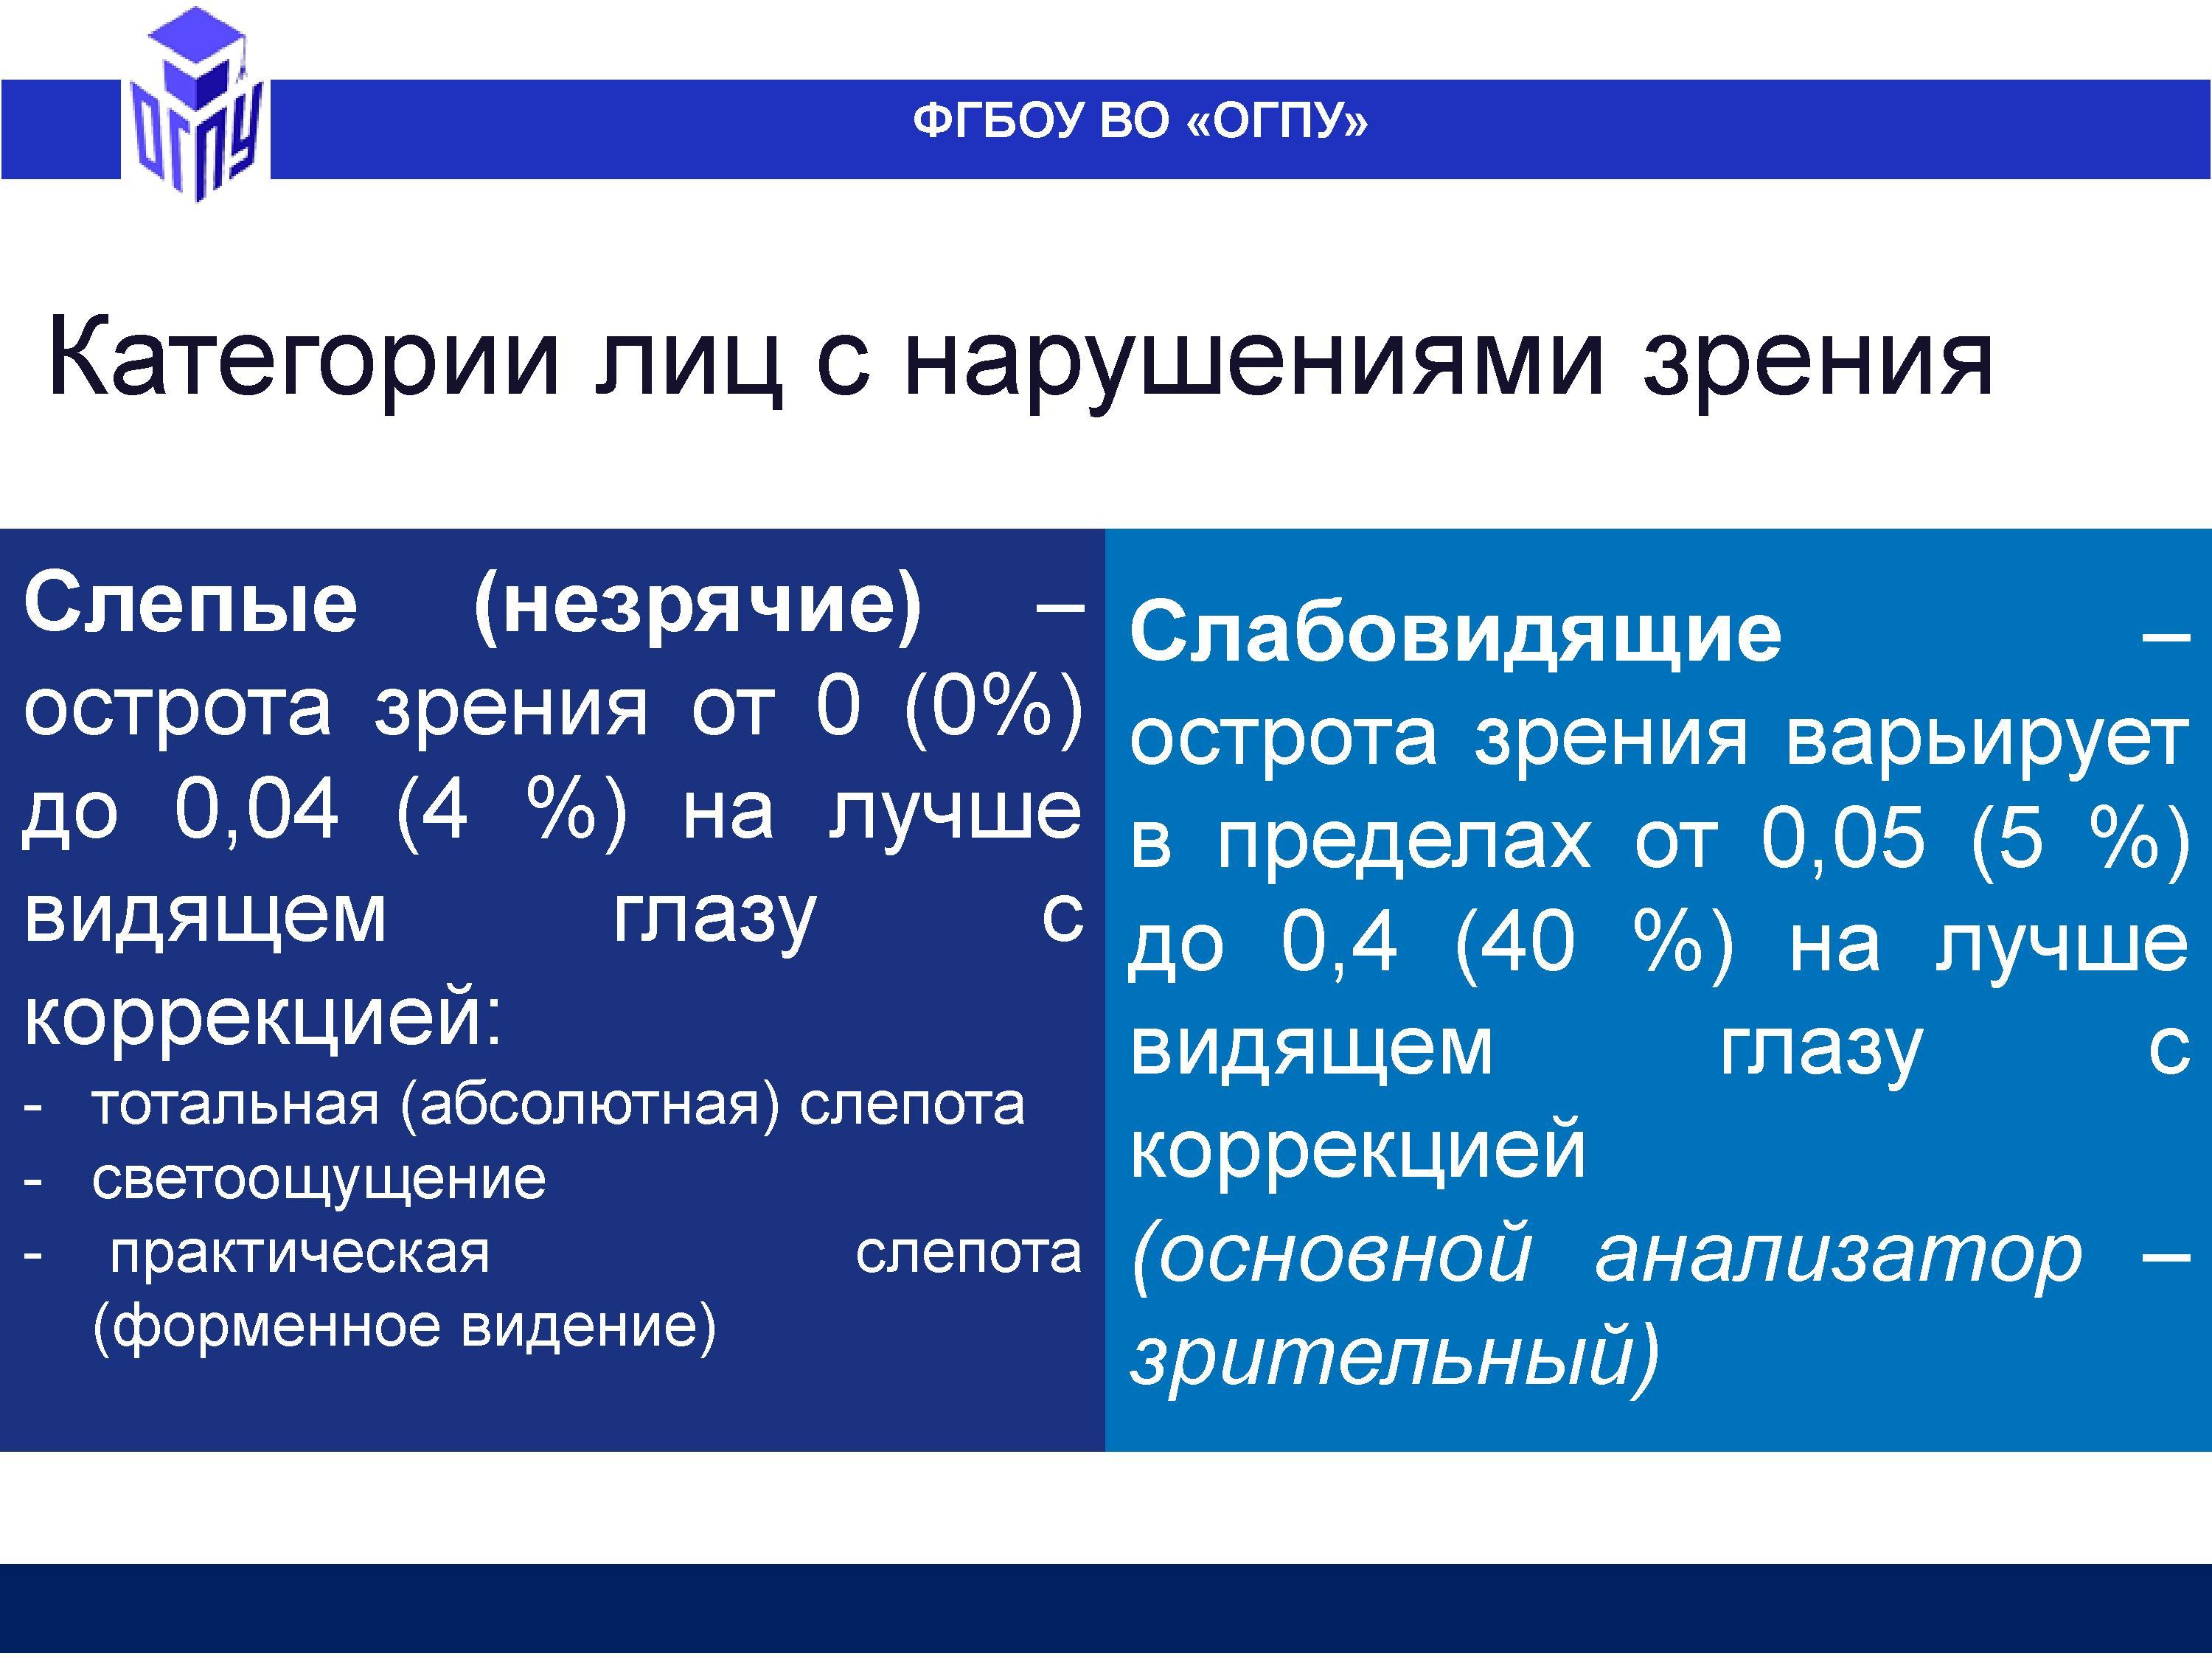 ОГПУ
ФГБОУ ВО «ОГПУ»
Категории лиц с нарушениями зрения
Слепые (незрячие) –
острота зрения от 0 (0%)
до 0,04 (4 %) на лучше
видящем глазу с
коррекцией:
- тотальная (абсолютная) слепота
- светоощущение
- практическая слепота
(форменное видение)
Слабовидящие –
острота зрения варьирует
в пределах от 0,05 (5 %)
до 0,4 (40 %) на лучше
видящем глазу с
коррекцией
(основной анализатор –
зрительный)